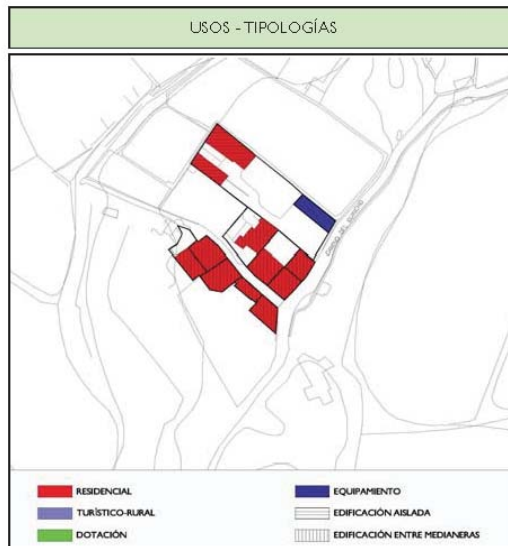 USOS - TIPOLOGÍAS
RESIDENCIAL
TURÍSTICO-RURAL
DOTACIÓN
EQUIPAMIENTO
EDIFICACIÓN AISLADA
EDIFICACIÓN ENTRE MEDIANERAS